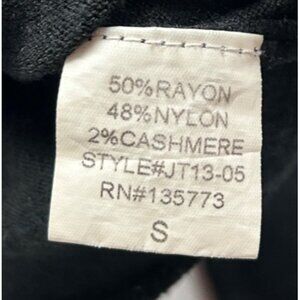 50%RAYON
48%NYLON
2%CASHMERE
STYLE#JT13-05
RN#135773
S